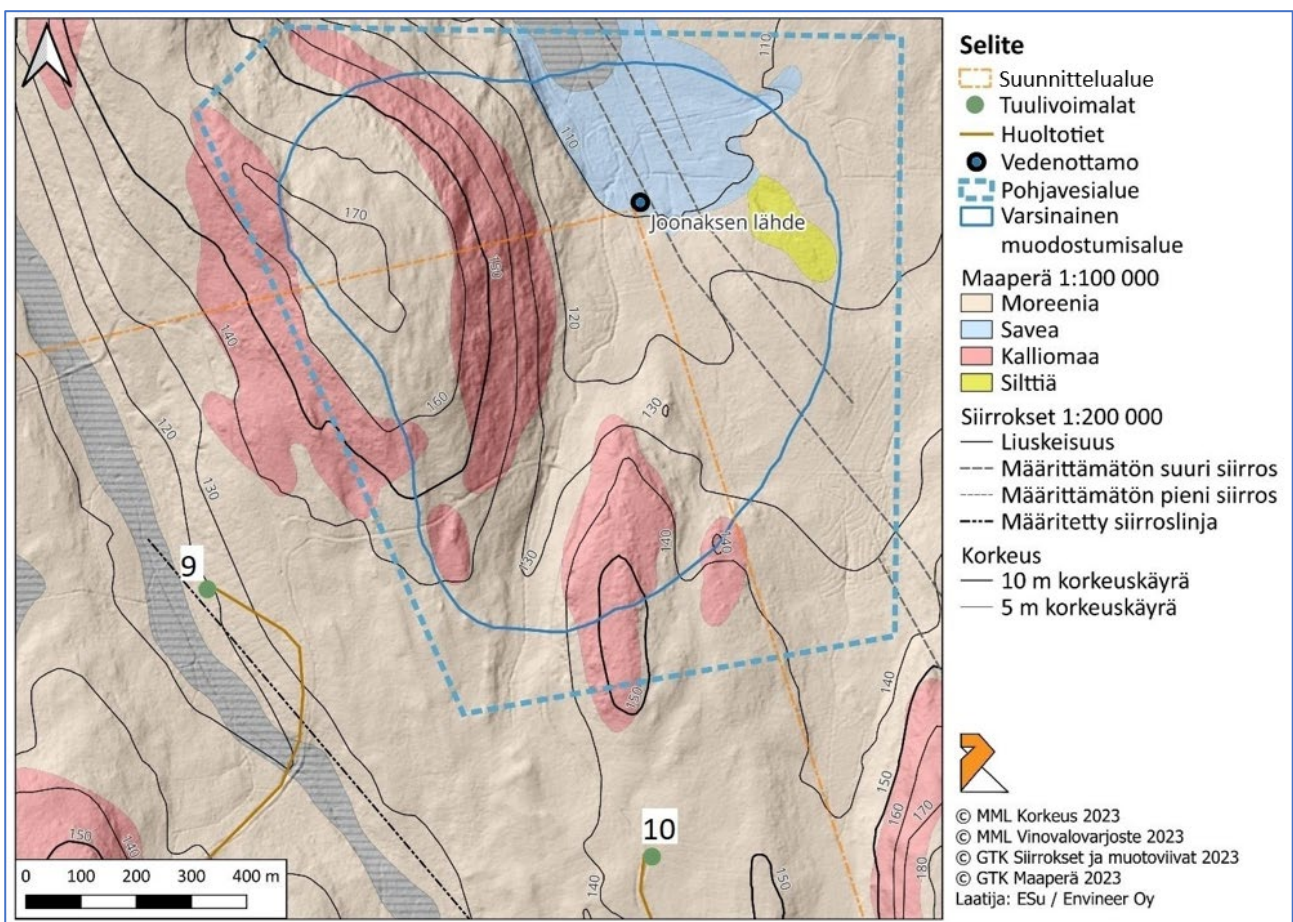 110
110
170
Joonaksen lähde
150
120
140
160
130
120
130
130
140
140
9
150
140
150
10
140
150
160
170
180
150
150
0 100 200 300 400 m
Selite
Suunnittelualue
Tuulivoimalat
Huoltotiet
Vedenottamo
Pohjavesialue
Varsinainen
muodostumisalue
Maaperä 1:100 000
Moreenia
Savea
Kalliomaa
Silttiä
Siirrokset 1:200 000
Liuskeisuus
Määrittämätön suuri siirros
Määrittämätön pieni siirros
Määritetty siirroslinja
Korkeus
10 m korkeuskäyrä
5 m korkeuskäyrä
© MML Korkeus 2023
© MML Vinovalovarjoste 2023
© GTK Siirrokset ja muotoviivat 2023
© GTK Maaperä 2023
Laatija: ESu / Envineer Oy